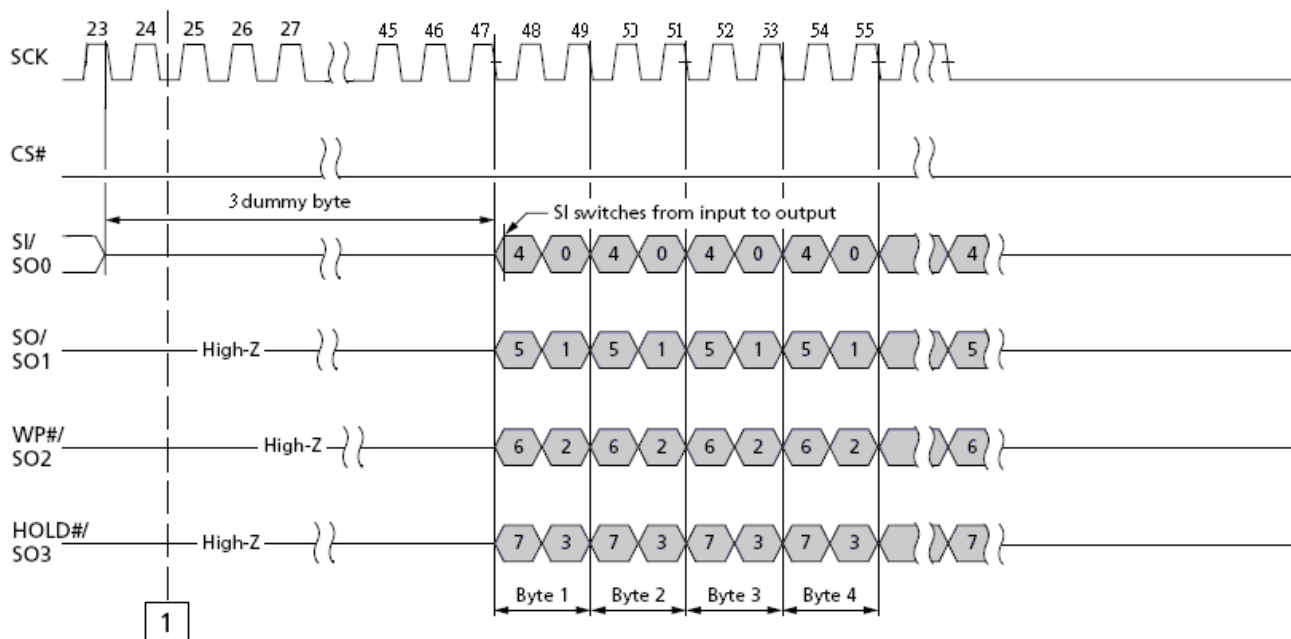 23 24 25 26 27 45 46 47 48 49 50 51 52 53 54 55
SCK
CS#
3 dummy byte
SI switches from input to output
SI/
SO0
4 0 4 0 4 0 4 0 4
SO/
SO1
High-Z
5 1 5 1 5 1 5 1 5
WP#/
SO2
High-Z
6 2 6 2 6 2 6 2 6
HOLD#/
SO3
High-Z
7 3 7 3 7 3 7 3 7
Byte 1 Byte 2 Byte 3 Byte 4
1